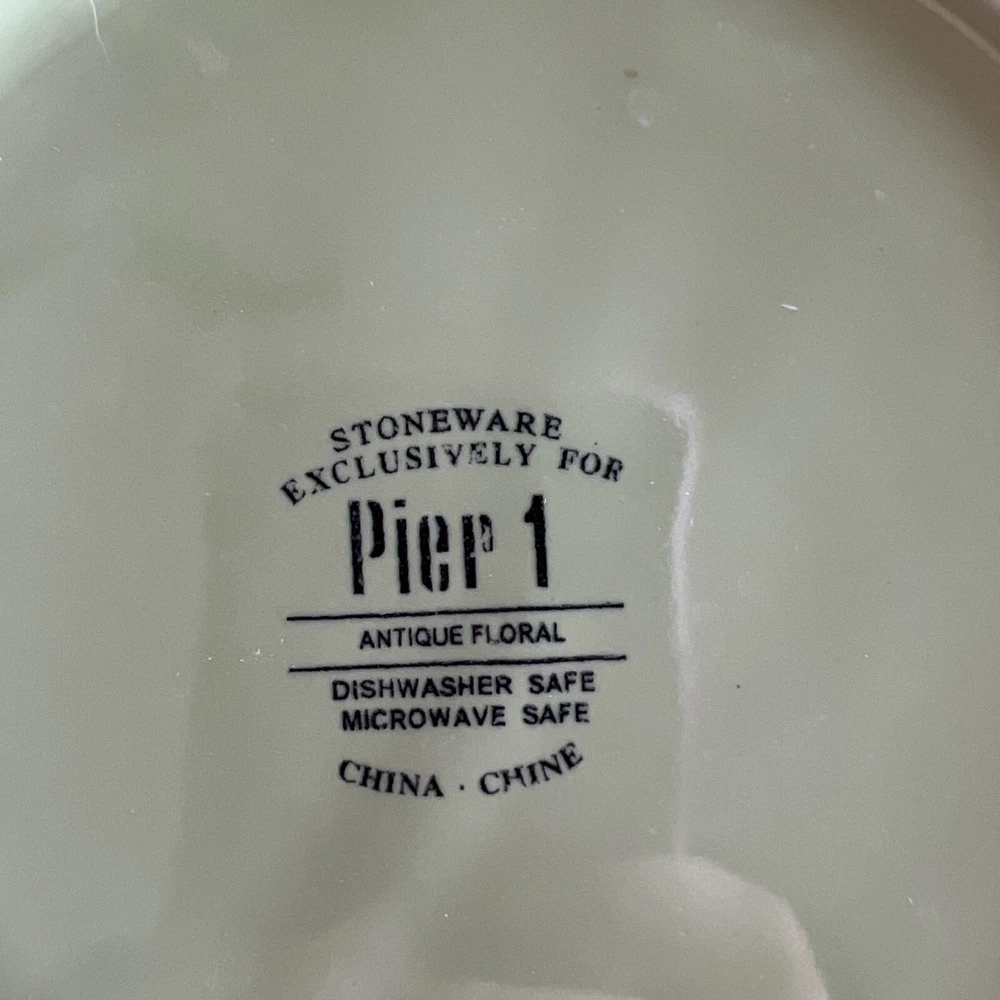 STONEWARE
EXCLUSIVELY FOR
Pier 1
ANTIQUE FLORAL
DISHWASHER SAFE
MICROWAVE SAFE
CHINA · CHINE